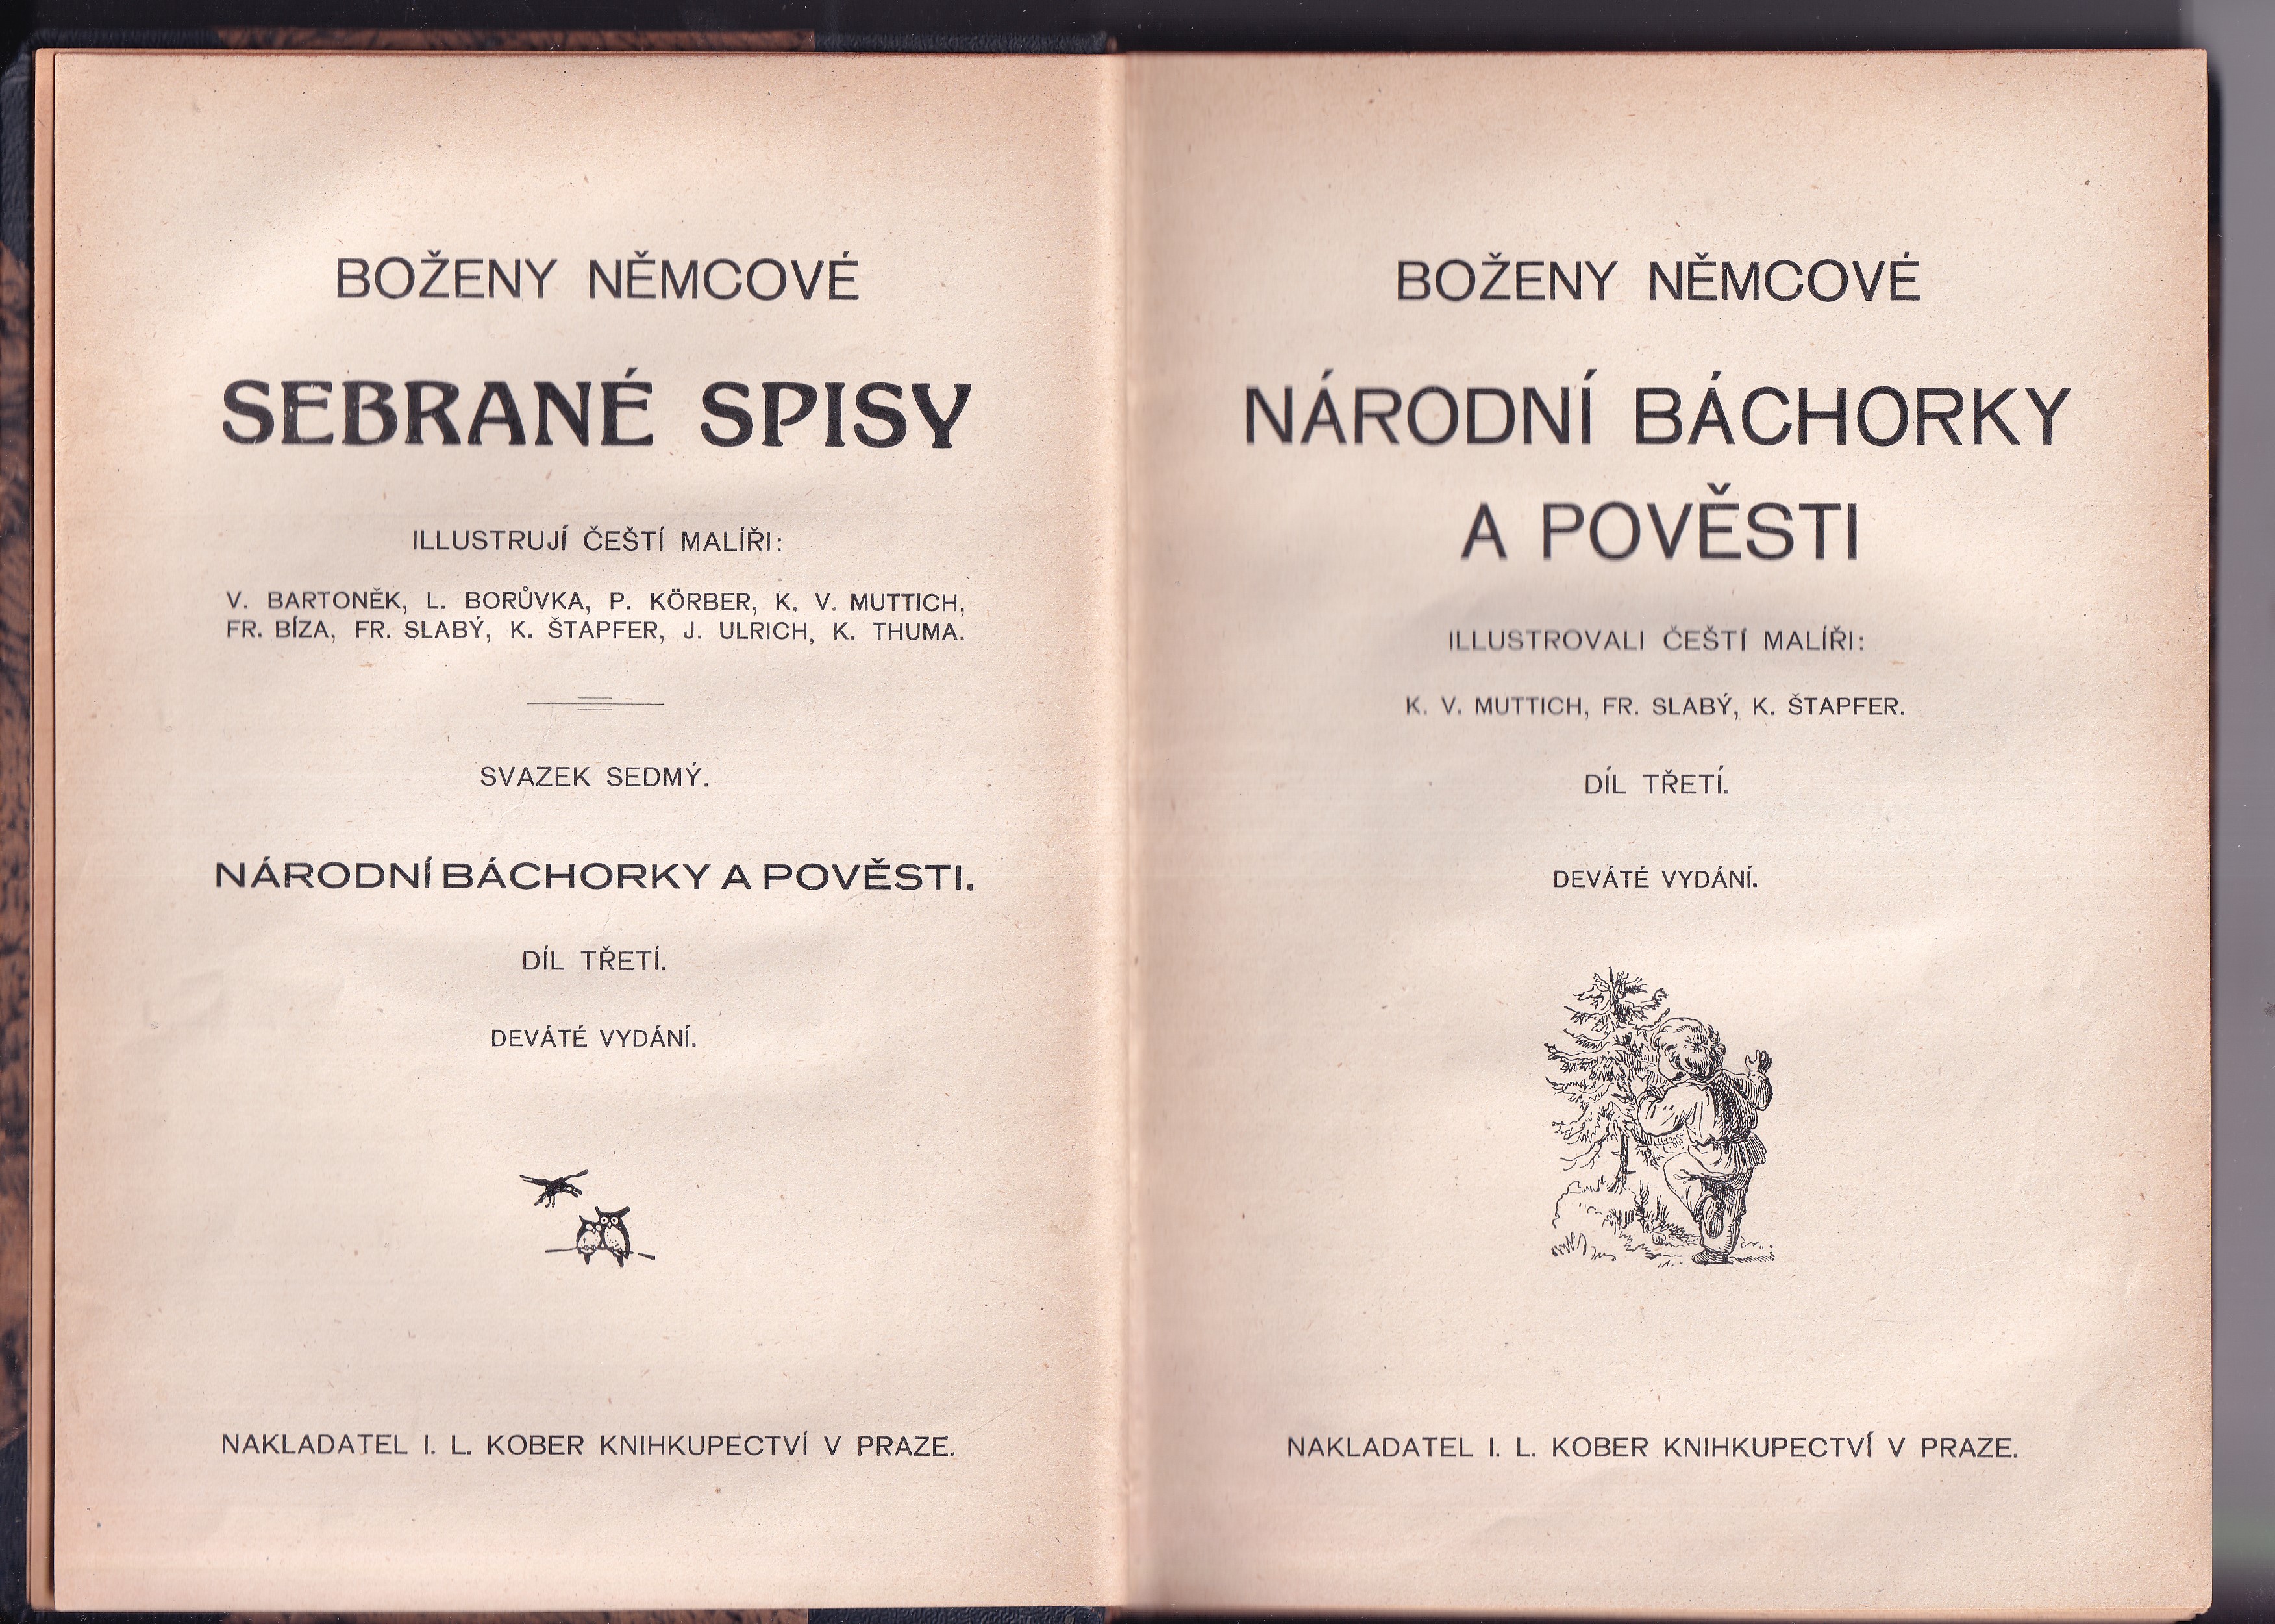 BOŽENY NĚMCOVÉ
SEBRANÉ SPISY
ILLUSTRUJÍ ČEŠTÍ MALÍŘI:
V. BARTONĚK, L. BORŮVKA, P. KÖRBER, K. V. MUTTICH,
FR. BÍZA, FR. SLABÝ, K. ŠTAPFER, J. ULRICH, K. THUMA.
SVAZEK SEDMÝ.
NÁRODNÍ BÁCHORKY A POVĚSTI.
DÍL TŘETÍ.
DEVÁTÉ VYDÁNÍ.
NAKLADATEL I. L. KOBER KNIHKUPECTVÍ V PRAZE.
BOŽENY NĚMCOVÉ
NÁRODNÍ BÁCHORKY
A POVĚSTI
ILLUSTROVALI ČEŠTÍ MALÍŘI:
K. V. MUTTICH, FR. SLABÝ, K. ŠTAPFER.
DÍL TŘETÍ.
DEVÁTÉ VYDÁNÍ.
NAKLADATEL I. L. KOBER KNIHKUPECTVÍ V PRAZE.